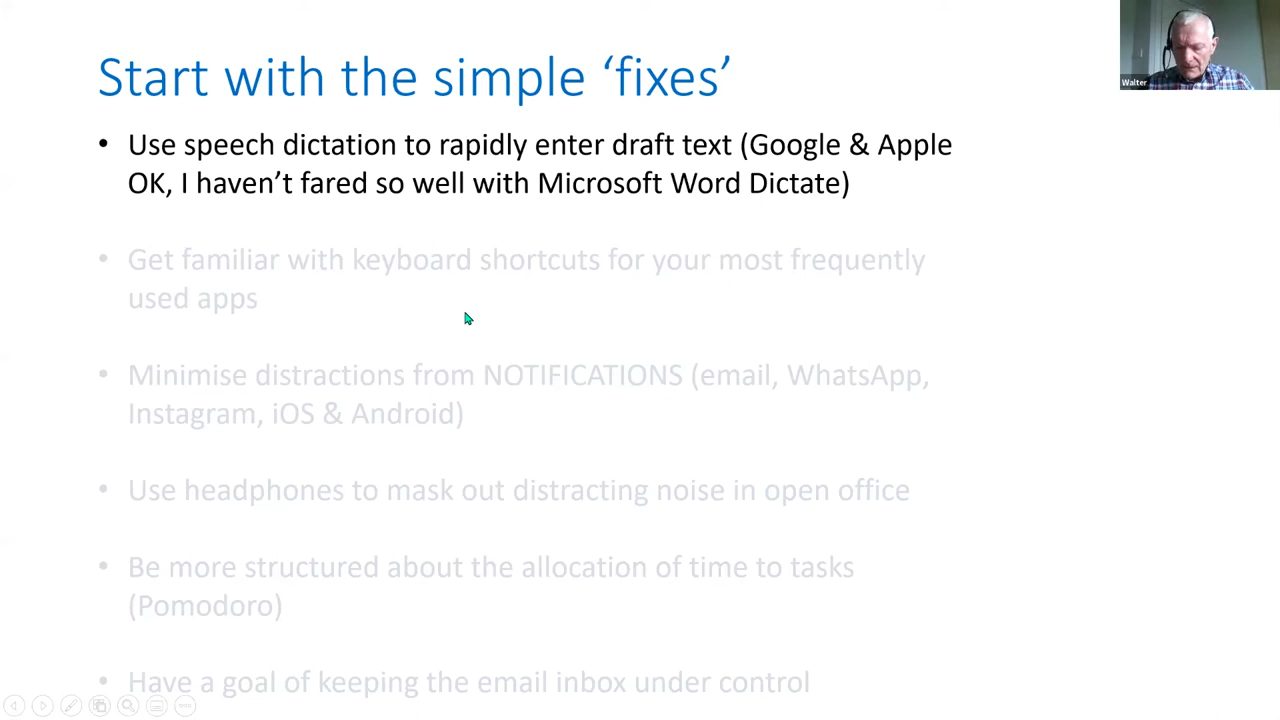 Start with the simple ‘fixes’
Walter
• Use speech dictation to rapidly enter draft text (Google & Apple
OK, I haven’t fared so well with Microsoft Word Dictate)
• Get familiar with keyboard shortcuts for your most frequently
used apps
• Minimise distractions from NOTIFICATIONS (email, WhatsApp,
Instagram, iOS & Android)
• Use headphones to mask out distracting noise in open office
• Be more structured about the allocation of time to tasks
(Pomodoro)
• Have a goal of keeping the email inbox under control